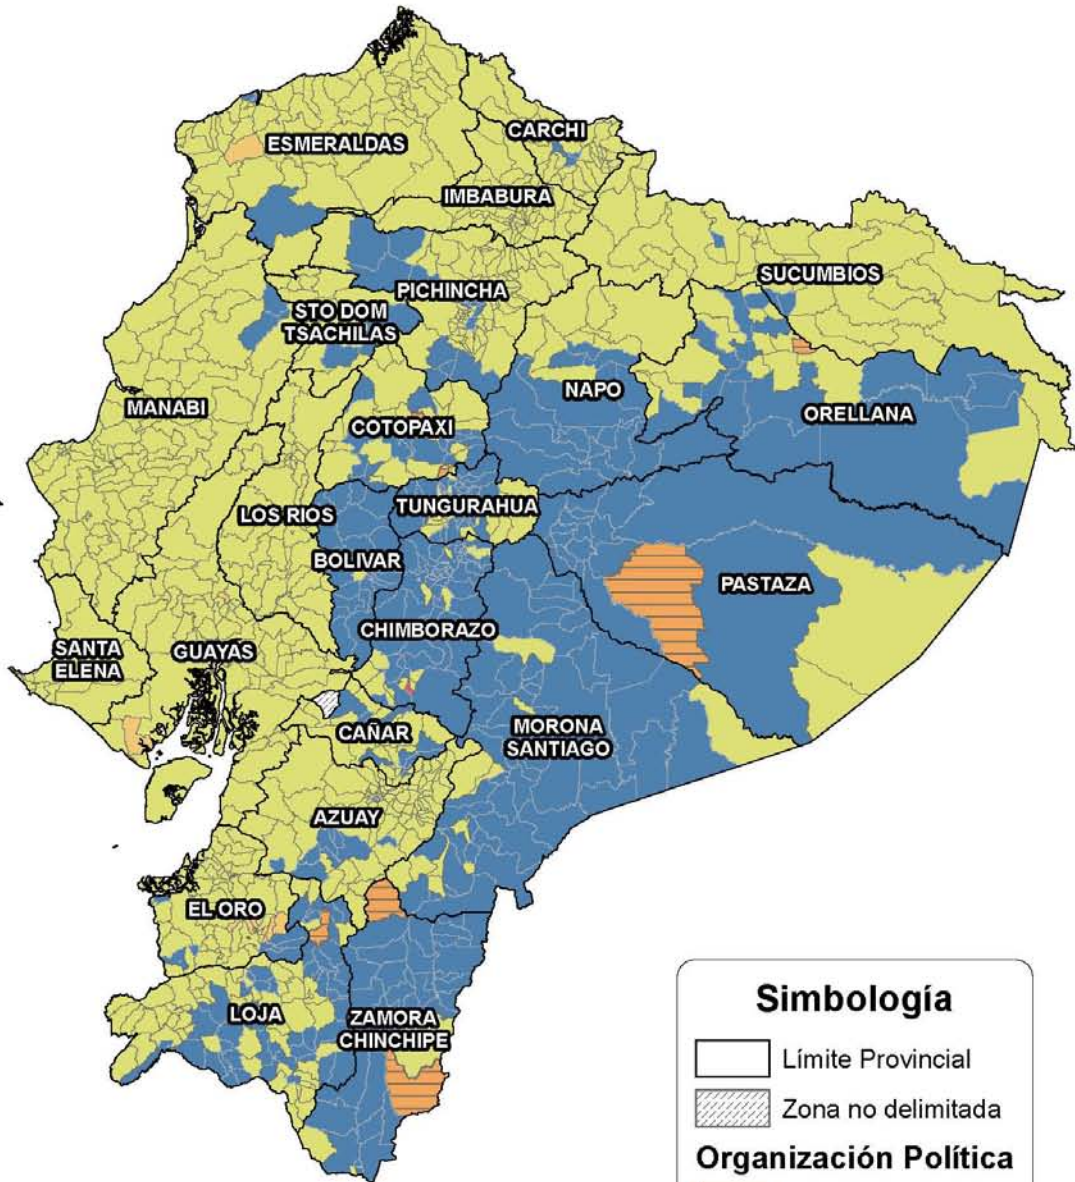 ESMERALDAS
CARCHI
IMBABURA
SUCUMBIOS
PICHINCHA
STO DOM
TSACHILAS
NAPO
MANABI
ORELLANA
COTOPAXI
TUNGURAHUA
LOS RIOS
BOLIVAR
PASTAZA
CHIMBORAZO
SANTA
ELENA
GUAYAS
MORONA
SANTIAGO
CAÑAR
AZUAY
EL ORO
LOJA
ZAMORA
CHINCHIPE
Simbología
Límite Provincial
Zona no delimitada
Organización Política